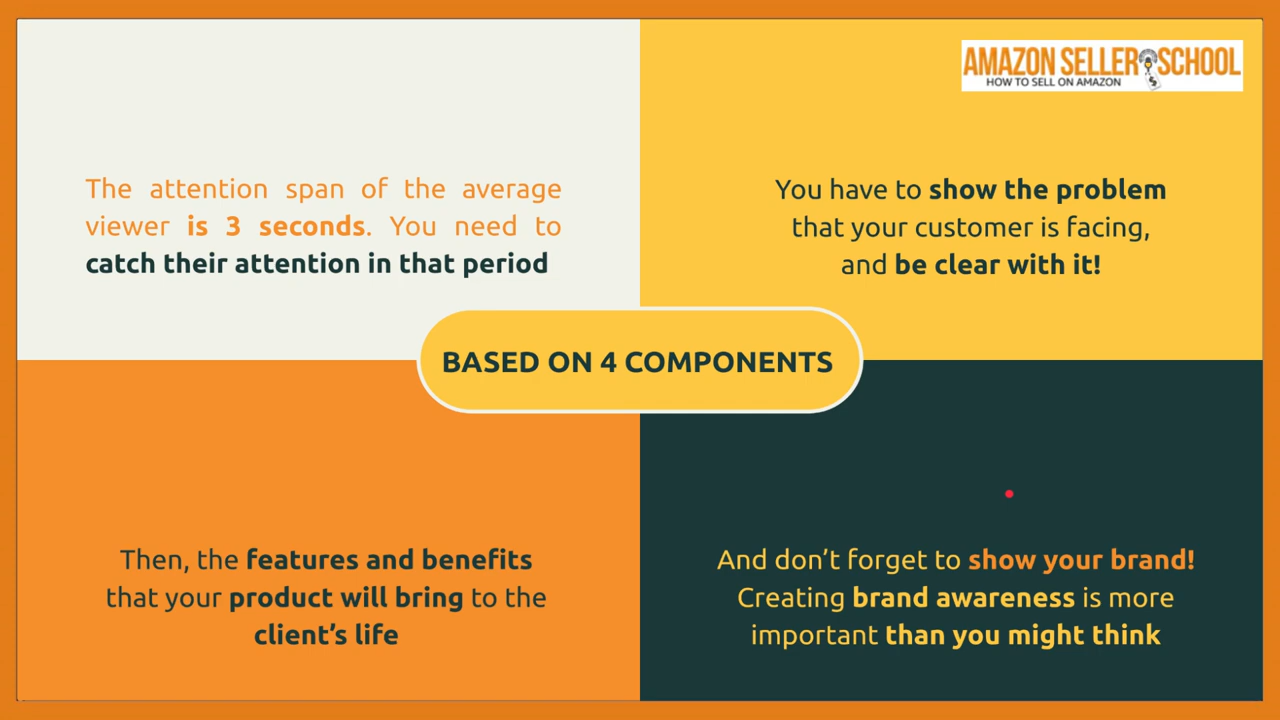 AMAZON SELLER SCHOOL
HOW TO SELL ON AMAZON
The attention span of the average
viewer is 3 seconds. You need to
catch their attention in that period
You have to show the problem
that your customer is facing,
and be clear with it!
BASED ON 4 COMPONENTS
Then, the features and benefits
that your product will bring to the
client’s life
And don’t forget to show your brand!
Creating brand awareness is more
important than you might think